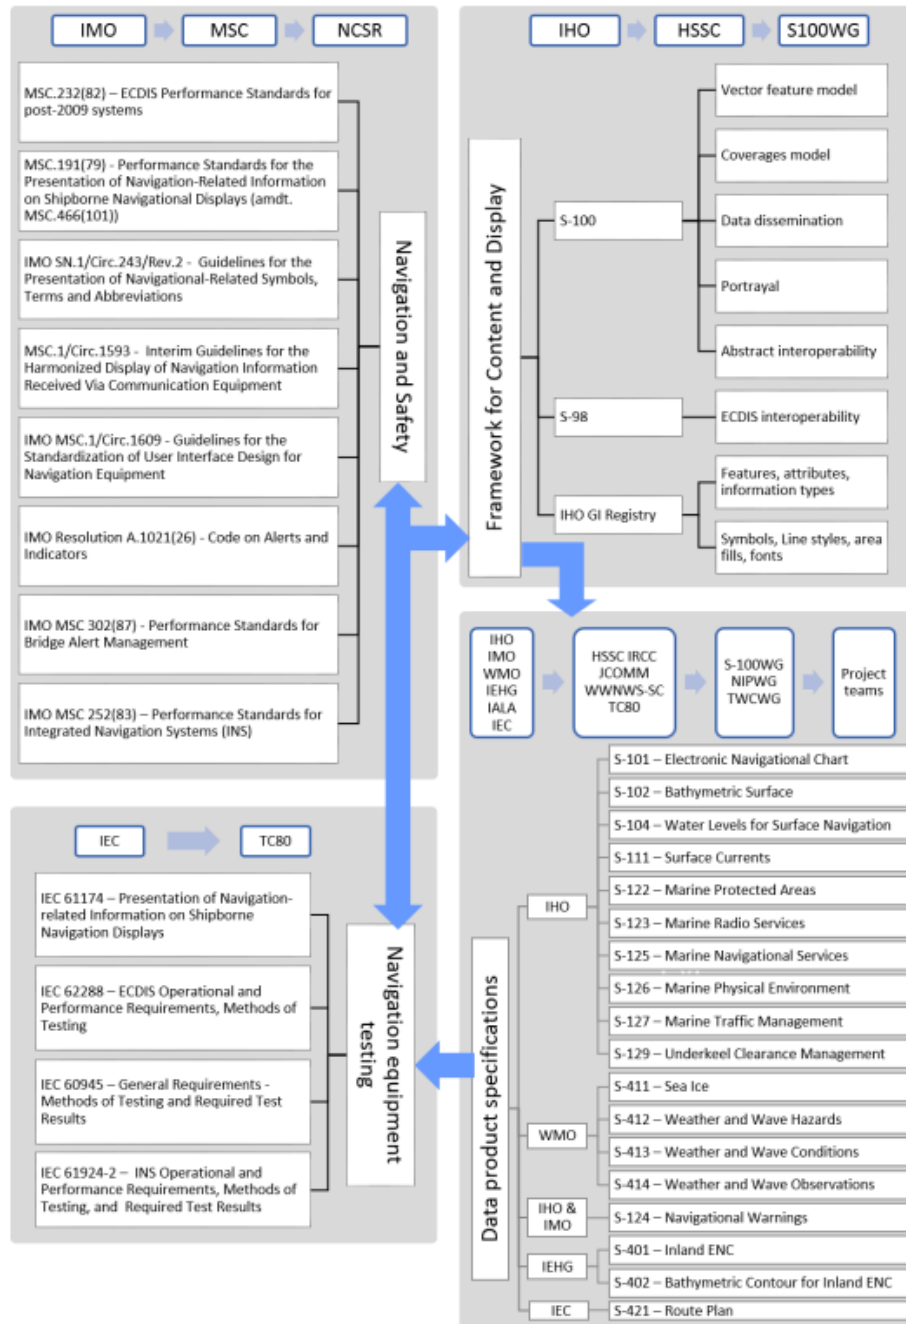 IMO
MSC
NCSR
MSC.232(82) – ECDIS Performance Standards for
post-2009 systems
MSC.191(79) - Performance Standards for the
Presentation of Navigation-Related Information
on Shipborne Navigational Displays (amdt.
MSC.466(101))
IMO SN.1/Circ.243/Rev.2 - Guidelines for the
Presentation of Navigational-Related Symbols,
Terms and Abbreviations
MSC.1/Circ.1593 - Interim Guidelines for the
Harmonized Display of Navigation Information
Received Via Communication Equipment
IMO MSC.1/Circ.1609 - Guidelines for the
Standardization of User Interface Design for
Navigation Equipment
IMO Resolution A.1021(26) - Code on Alerts and
Indicators
IMO MSC 302(87) - Performance Standards for
Bridge Alert Management
IMO MSC 252(83) – Performance Standards for
Integrated Navigation Systems (INS)
Navigation and Safety
IHO
HSSC
S100WG
Framework for Content and Display
S-100
Vector feature model
Coverages model
Data dissemination
Portrayal
Abstract interoperability
S-98
ECDIS interoperability
IHO GI Registry
Features, attributes,
information types
Symbols, Line styles, area
fills, fonts
IEC
TC80
IEC 61174 – Presentation of Navigation-
related Information on Shipborne
Navigation Displays
IEC 62288 – ECDIS Operational and
Performance Requirements, Methods of
Testing
IEC 60945 – General Requirements -
Methods of Testing and Required Test
Results
IEC 61924-2 – INS Operational and
Performance Requirements, Methods of
Testing, and Required Test Results
Navigation equipment
testing
IHO
IMO
WMO
IEHG
IALA
IEC
HSSC IRCC
JCOMM
WWNWS-SC
TC80
S-100WG
NIPWG
TWCWG
Project
teams
Data product specifications
IHO
S-101 – Electronic Navigational Chart
S-102 – Bathymetric Surface
S-104 – Water Levels for Surface Navigation
S-111 – Surface Currents
S-122 – Marine Protected Areas
S-123 – Marine Radio Services
S-125 – Marine Navigational Services
S-126 – Marine Physical Environment
S-127 – Marine Traffic Management
S-129 – Underkeel Clearance Management
WMO
S-411 – Sea Ice
S-412 – Weather and Wave Hazards
S-413 – Weather and Wave Conditions
S-414 – Weather and Wave Observations
IHO &
IMO
S-124 – Navigational Warnings
IEHG
S-401 – Inland ENC
S-402 – Bathymetric Contour for Inland ENC
IEC
S-421 – Route Plan